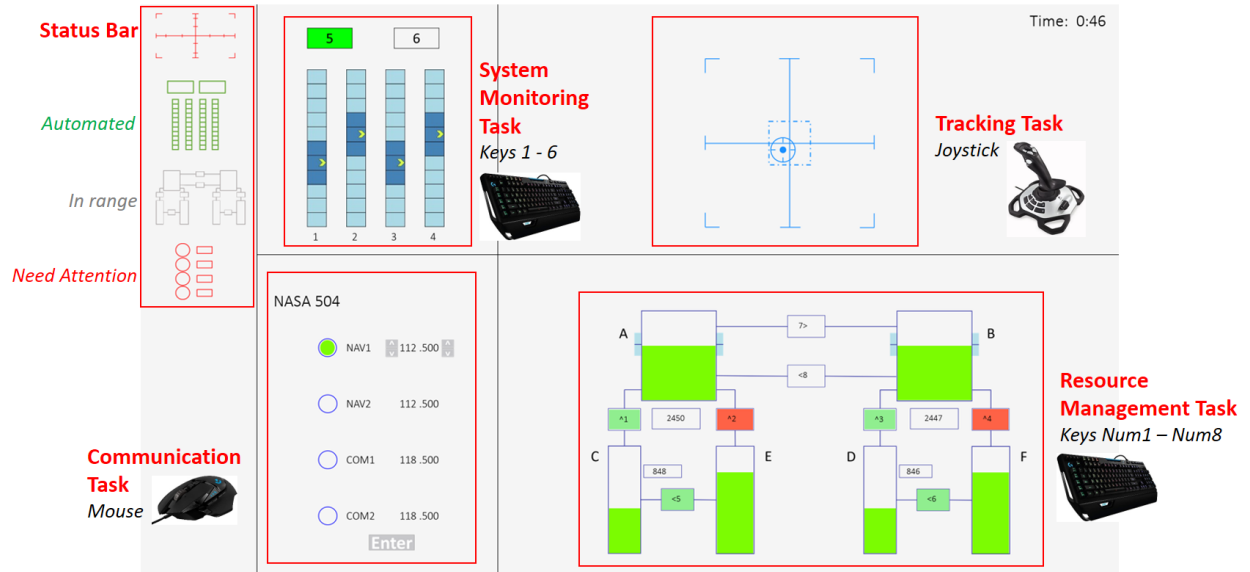 Status Bar
Automated
In range
Need Attention
5
6
1
2
3
4
System
Monitoring
Task
Keys 1 - 6
Time: 0:46
Tracking Task
Joystick
Communication
Task
Mouse
NASA 504
NAV1 112 .500
NAV2 112 .500
COM1 118 .500
COM2 118 .500
Enter
A
7>
B
<8
^1
2450
^2
^3
2447
^4
C
848
E
D
846
F
<5
<6
Resource
Management Task
Keys Num1 – Num8